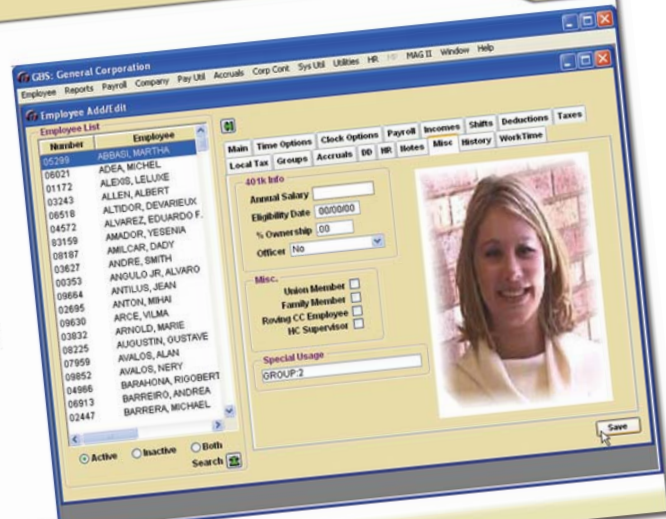 GBS: General Corporation
Employee Reports Payroll Company Pay Util Accruals Corp Cont Sys Util Utilities HR MAG II Window Help
Employee Add/Edit
Employee List
Number Employee
05299 ABBASI, MARTHA
06021 ADEA, MICHEL
01172 ALEXIS, LELUXE
03243 ALLEN, ALBERT
06518 ALTIDOR, DEVARIEUX
04572 ALVAREZ, EDUARDO F.
83159 AMADOR, YESENIA
08187 AMILCAR, DADY
03627 ANDRE, SMITH
00353 ANGULO JR, ALVARO
09664 ANTILUS, JEAN
02695 ANTON, MIHAI
09630 ARCE, VILMA
03832 ARNOLD, MARIE
08225 AUGUSTIN, GUSTAVE
07959 AVALOS, ALAN
09852 AVALOS, NERY
04966 BARAHONA, RIGOBERT
06913 BARREIRO, ANDREA
02447 BARRERA, MICHAEL
Active Inactive Both
Search
Main Time Options Clock Options Payroll Incomes Shifts Deductions Taxes
Local Tax Groups Accruals DD HR Notes Misc History WorkTime
401k Info
Annual Salary
Eligibility Date 00/00/00
% Ownership .00
Officer No
Misc.
Union Member
Family Member
Roving CC Employee
HC Supervisor
Special Usage
GROUP:2
Save